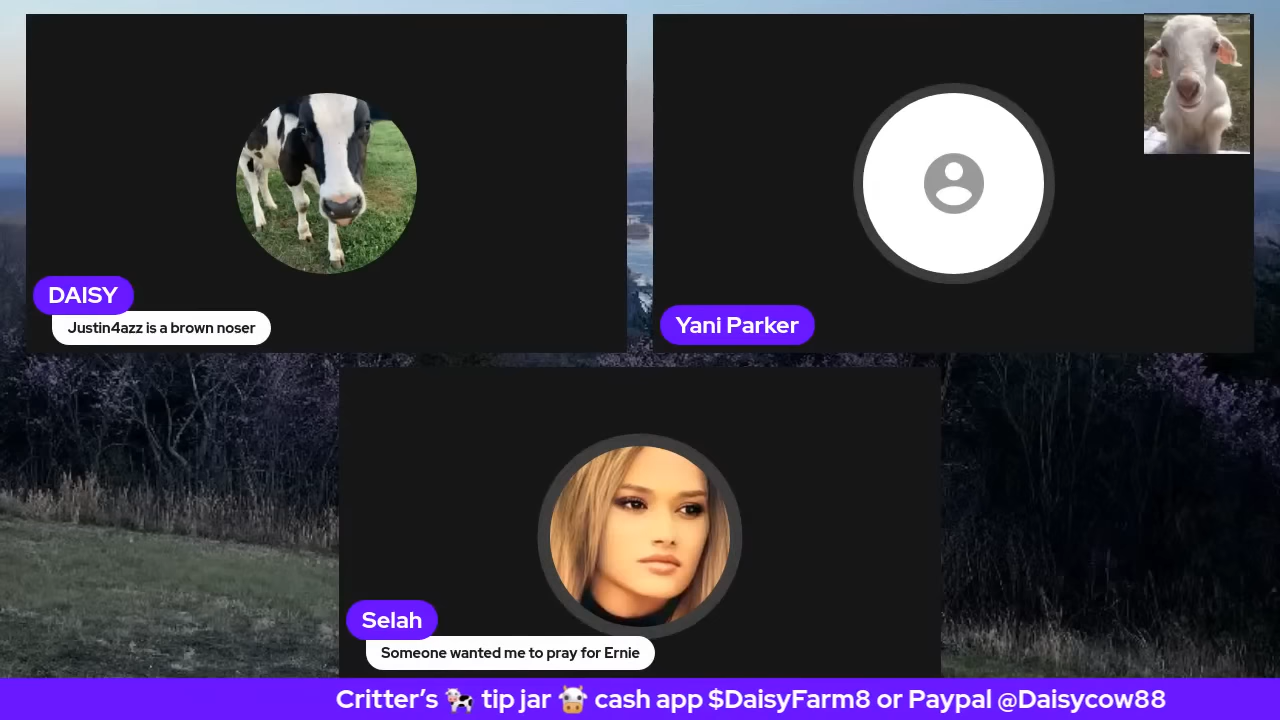 DAISY
Justin4azz is a brown noser
Yani Parker
Selah
Someone wanted me to pray for Ernie
Critter's 🐄 tip jar 🐮 cash app $DaisyFarm8 or Paypal @Daisycow88